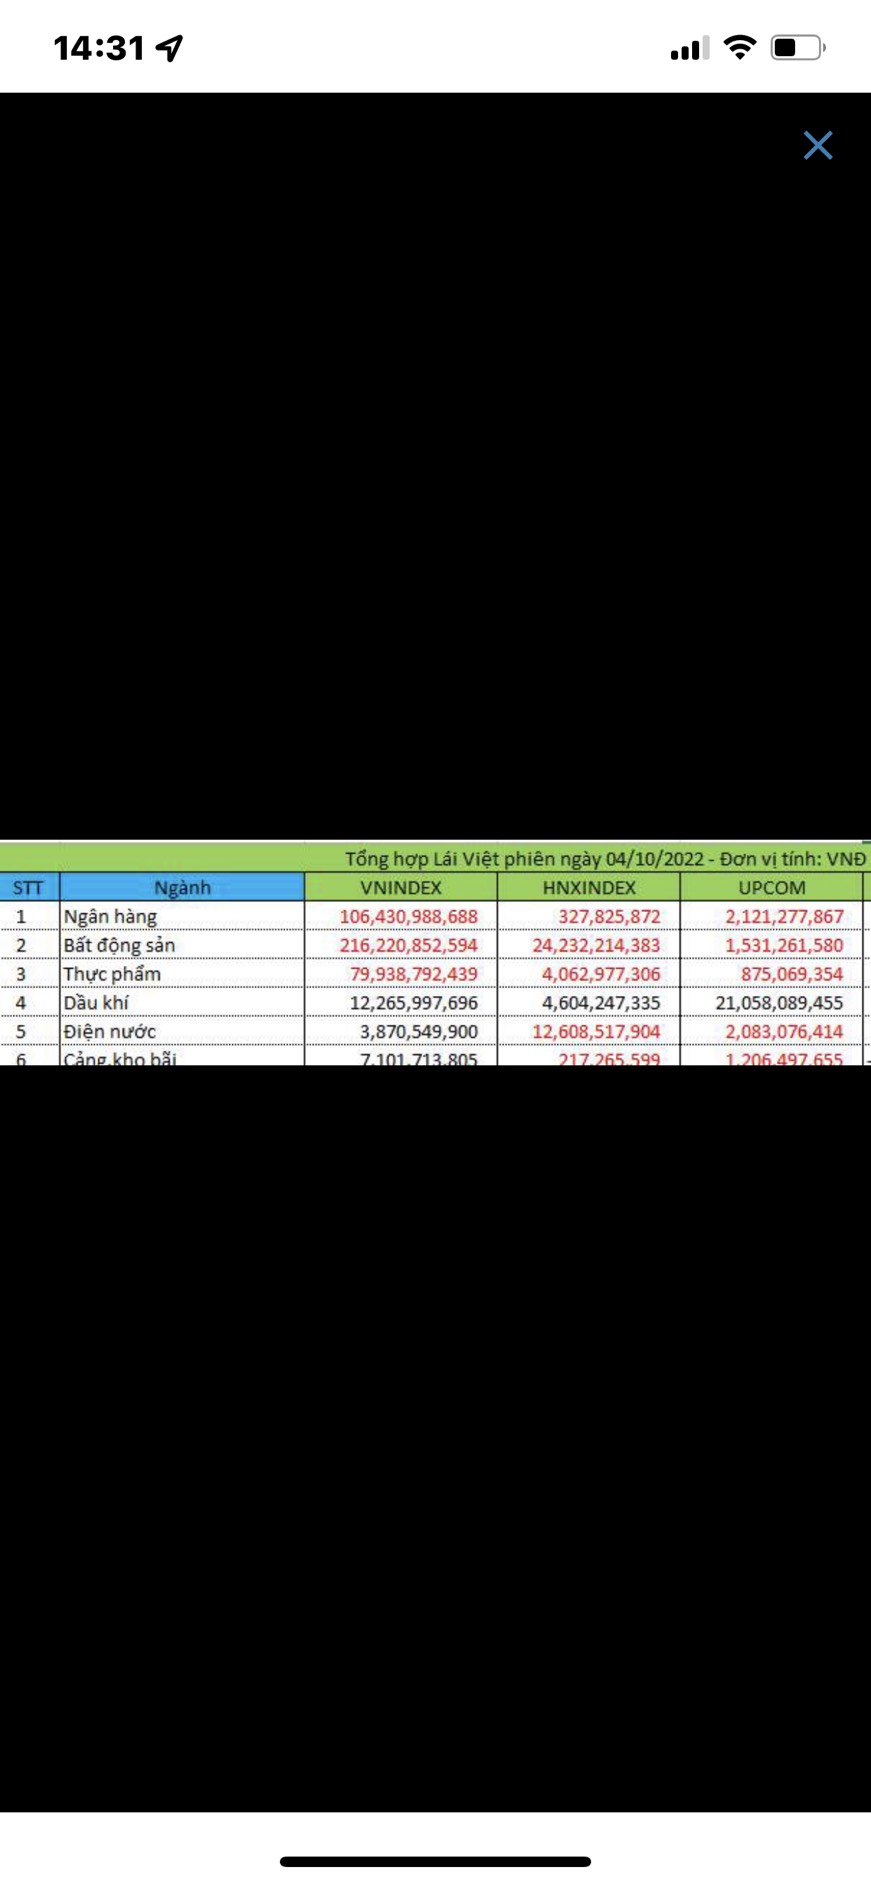 14:31
Tổng hợp Lái Việt phiên ngày 04/10/2022 - Đơn vị tính: VNĐ
STT Ngành VNINDEX HNXINDEX UPCOM
1 Ngân hàng 106,430,988,688 327,825,872 2,121,277,867
2 Bất động sản 216,220,852,594 24,232,214,383 1,531,261,580
3 Thực phẩm 79,938,792,439 4,062,977,306 875,069,354
4 Dầu khí 12,265,997,696 4,604,247,335 21,058,089,455
5 Điện nước 3,870,549,900 12,608,517,904 2,083,076,414
6 Cảng,kho bãi 7,101,713,805 217,265,599 1,206,497,655